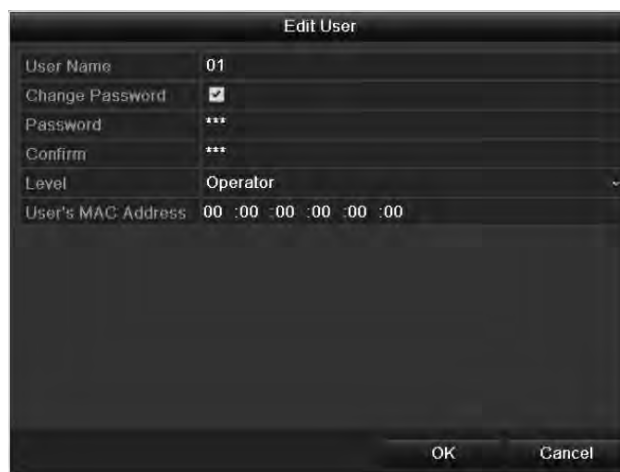 Edit User
User Name 01
Change Password
Password ***
Confirm ***
Level Operator
User's MAC Address 00 :00 :00 :00 :00 :00
OK Cancel